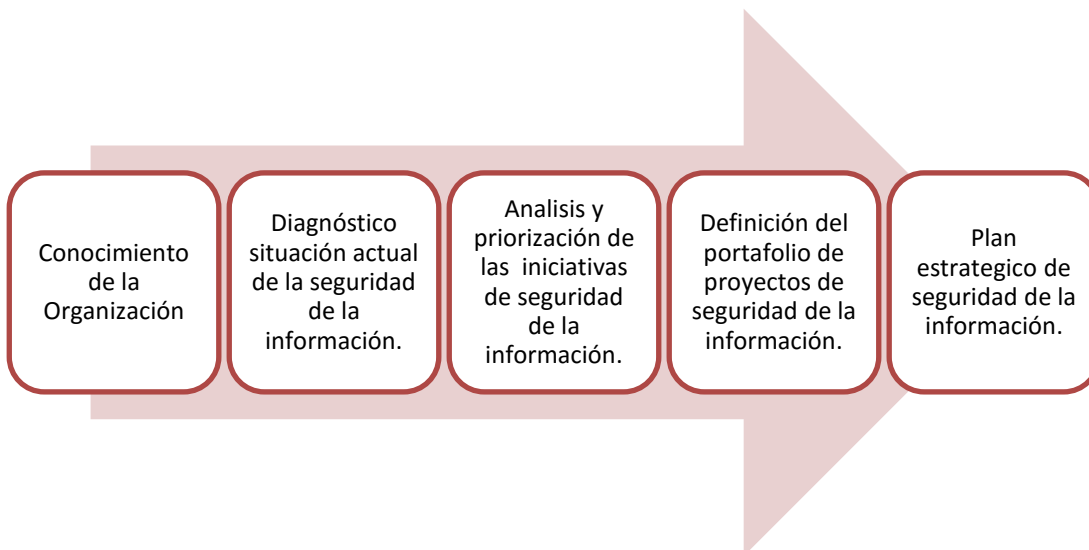 Conocimiento
de la
Organización
Diagnóstico
situación actual
de la seguridad
de la
información.
Analisis y
priorización de
las iniciativas
de seguridad
de la
información.
Definición del
portafolio de
proyectos de
seguridad de la
información.
Plan
estrategico de
seguridad de la
información.